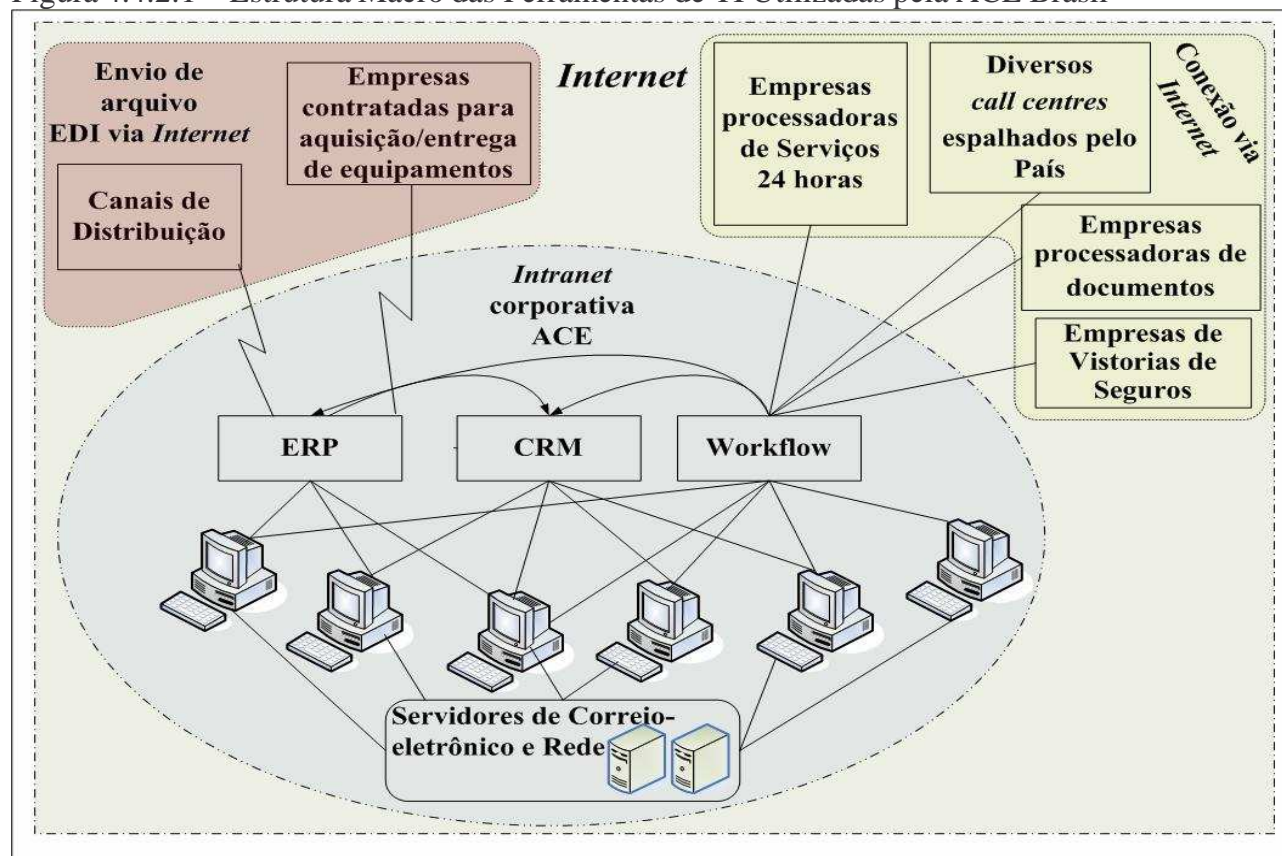 Figura 4.4.2.1 – Estrutura Macro das Ferramentas de TI Utilizadas pela ACE Brasil
Envio de
arquivo
EDI via Internet
Empresas
contratadas para
aquisição/entrega
de equipamentos
Canais de
Distribuição
Internet
Empresas
processadoras
de Serviços
24 horas
Diversos
call centres
espalhados pelo
País
Conexão via
Internet
Empresas
processadoras de
documentos
Empresas de
Vistorias de
Seguros
Intranet
corporativa
ACE
ERP
CRM
Workflow
Servidores de Correio-
eletrônico e Rede